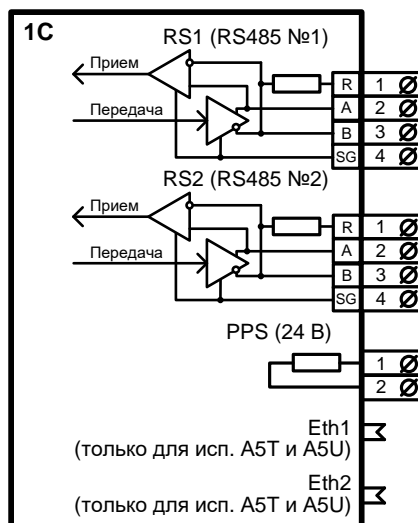 1C
RS1 (RS485 №1)
Прием
Передача
R 1
A 2
B 3
SG 4
RS2 (RS485 №2)
Прием
Передача
R 1
A 2
B 3
SG 4
PPS (24 В)
1
2
Eth1
(только для исп. A5T и A5U)
Eth2
(только для исп. A5T и A5U)